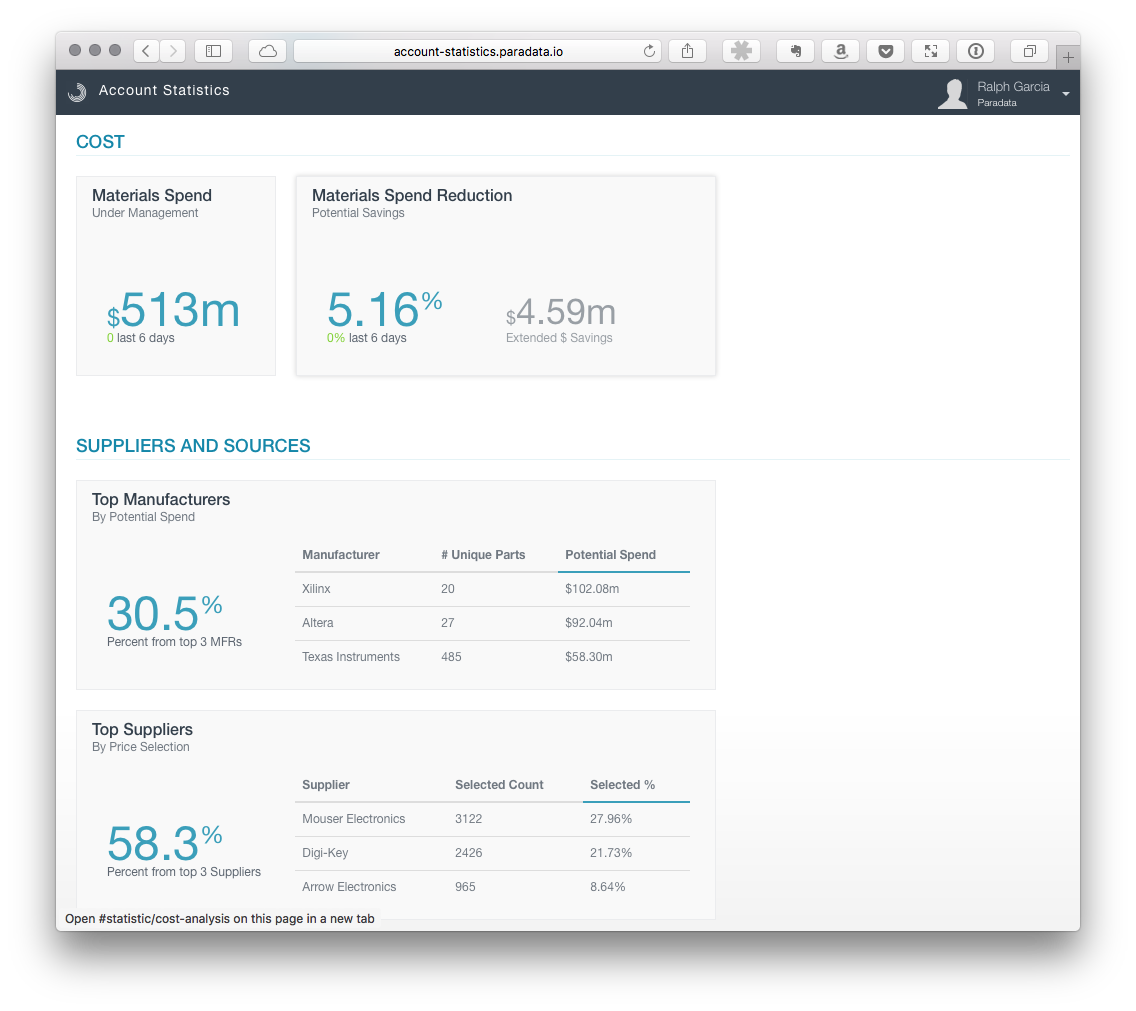 account-statistics.paradata.io
Account Statistics
Ralph Garcia
Paradata
COST
Materials Spend
Under Management
$513m
0 last 6 days
Materials Spend Reduction
Potential Savings
5.16%
0% last 6 days
$4.59m
Extended $ Savings
SUPPLIERS AND SOURCES
Top Manufacturers
By Potential Spend
30.5%
Percent from top 3 MFRs
Manufacturer # Unique Parts Potential Spend
Xilinx 20 $102.08m
Altera 27 $92.04m
Texas Instruments 485 $58.30m
Top Suppliers
By Price Selection
58.3%
Percent from top 3 Suppliers
Supplier Selected Count Selected %
Mouser Electronics 3122 27.96%
Digi-Key 2426 21.73%
Arrow Electronics 965 8.64%
Open #statistic/cost-analysis on this page in a new tab